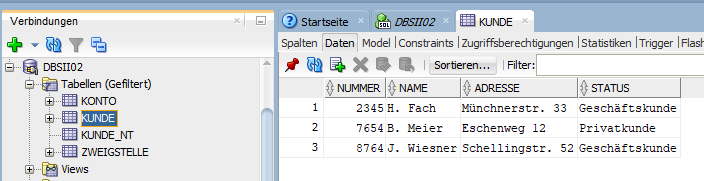 Verbindungen
DBSII02
Tabellen (Gefiltert)
KONTO
KUNDE
KUNDE_NT
ZWEIGSTELLE
Views
Startseite DBSII02 KUNDE
Spalten Daten Model Constraints Zugriffsberechtigungen Statistiken Trigger Flash
Sortieren... Filter:
NUMMER NAME ADRESSE STATUS
1 2345 H. Fach Münchnerstr. 33 Geschäftskunde
2 7654 B. Meier Eschenweg 12 Privatkunde
3 8764 J. Wiesner Schellingstr. 52 Geschäftskunde